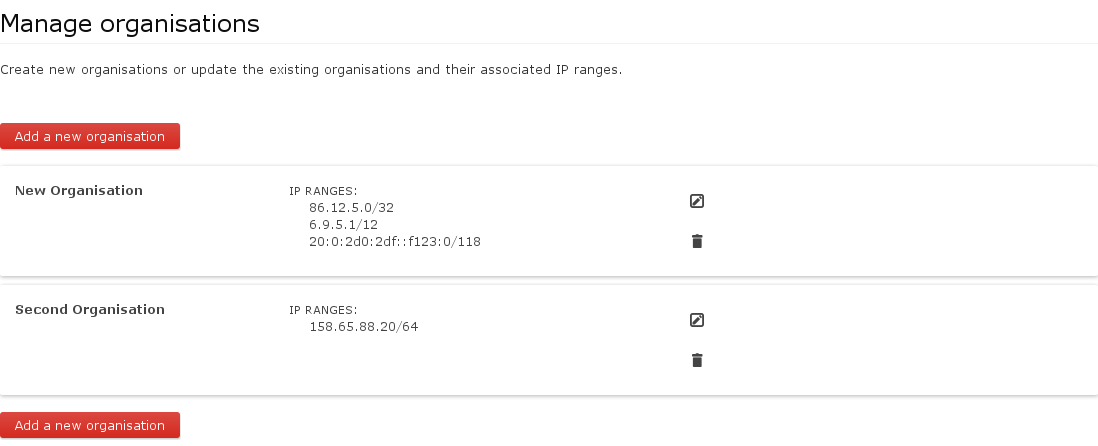 Manage organisations
Create new organisations or update the existing organisations and their associated IP ranges.
Add a new organisation
New Organisation
IP RANGES:
86.12.5.0/32
6.9.5.1/12
20:0:2d0:2df::f123:0/118
Second Organisation
IP RANGES:
158.65.88.20/64
Add a new organisation